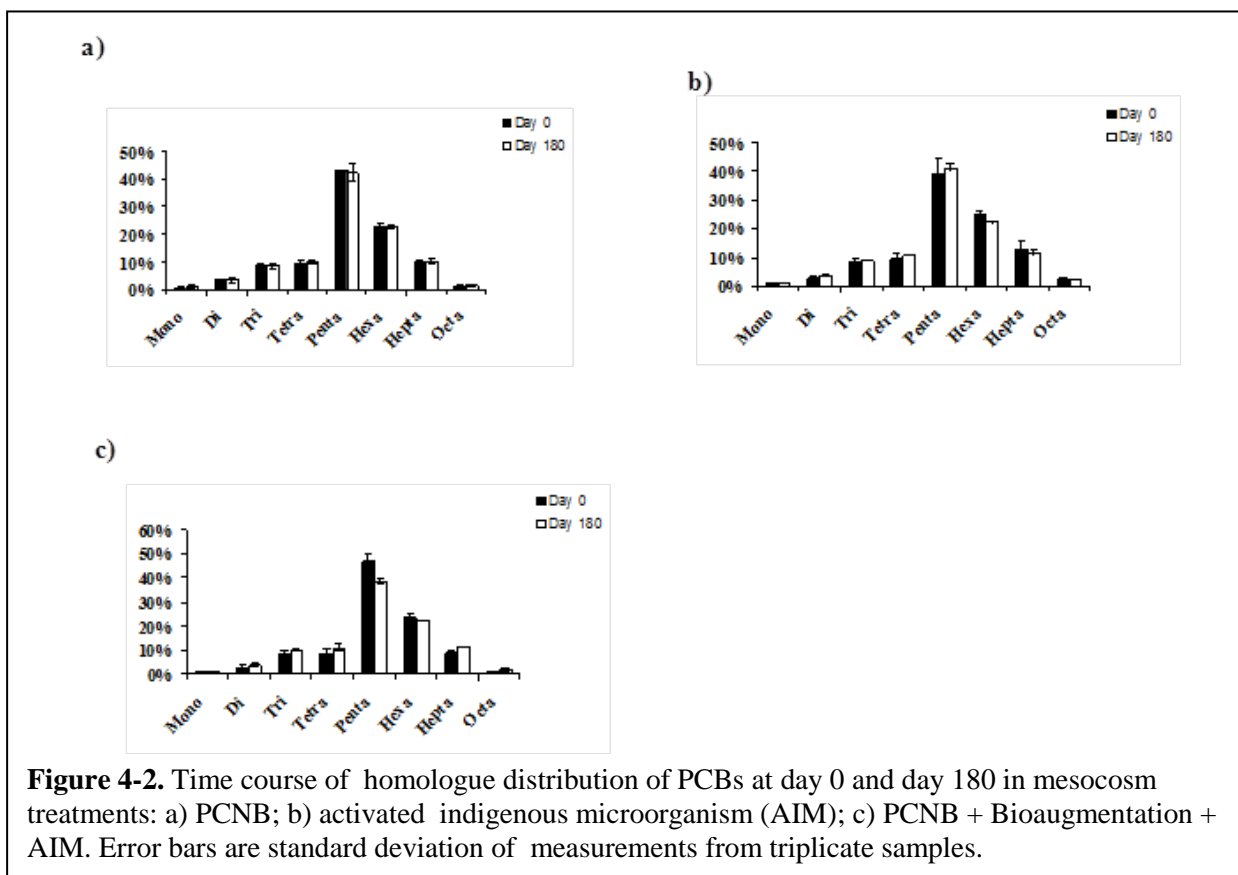 a)
■Day 0
□Day 180
50%
40%
30%
20%
10%
0%
Mono Di Tri Tetra Penta Hexa Hepta Octa
b)
■Day 0
□Day 180
50%
40%
30%
20%
10%
0%
Mono Di Tri Tetra Penta Hexa Hepta Octa
c)
■Day 0
□Day 180
60%
50%
40%
30%
20%
10%
0%
Mono Di Tri Tetra Penta Hexa Hepta Octa
Figure 4-2. Time course of homologue distribution of PCBs at day 0 and day 180 in mesocosm
treatments: a) PCNB; b) activated indigenous microorganism (AIM); c) PCNB + Bioaugmentation +
AIM. Error bars are standard deviation of measurements from triplicate samples.